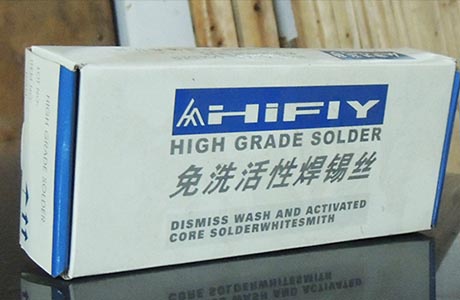 HiFiY
HIGH GRADE SOLDER
免洗活性焊锡丝
DISMISS WASH AND ACTIVATED
CORE SOLDERWHITESMITH
HIGH GRADE SOLDER